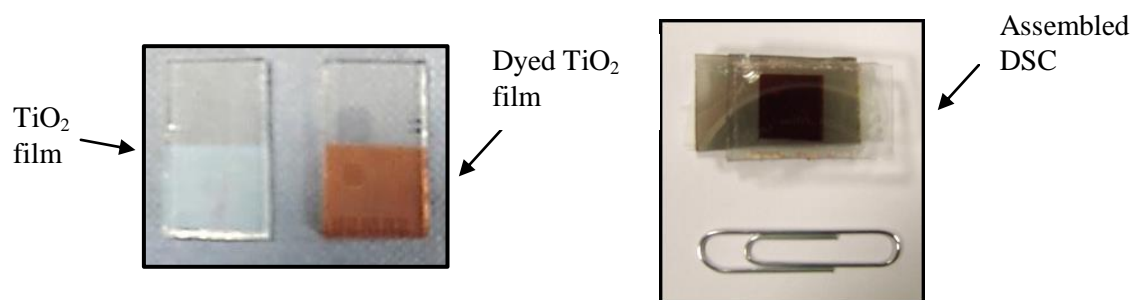 TiO₂
film
Dyed TiO₂
film
Assembled
DSC